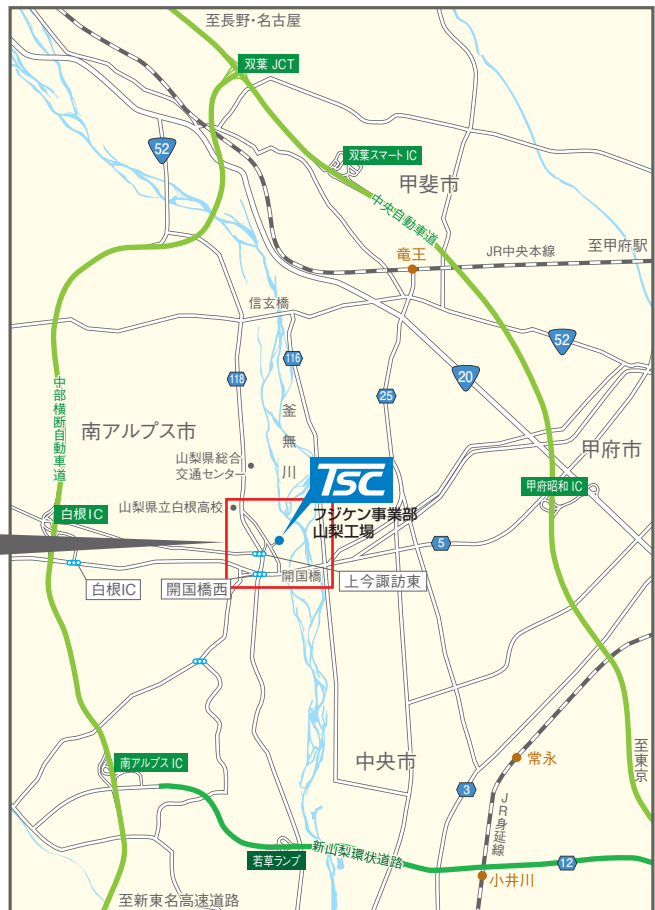 至長野・名古屋
双葉 JCT
52
双葉スマート IC
甲斐市
中央自動車道
竜王
JR中央本線
至甲府駅
信玄橋
52
116
118
20
25
中部横断自動車道
南アルプス市
釜無川
甲府市
山梨県総合
交通センター
TSC
フジケン事業部
山梨工場
甲府昭和 IC
山梨県立白根高校
白根IC
5
開国橋
白根IC
開国橋西
上今諏訪東
中央市
常永
至東京
南アルプス IC
3
JR身延線
新山梨環状道路
若草ランプ
12
小井川
至新東名高速道路